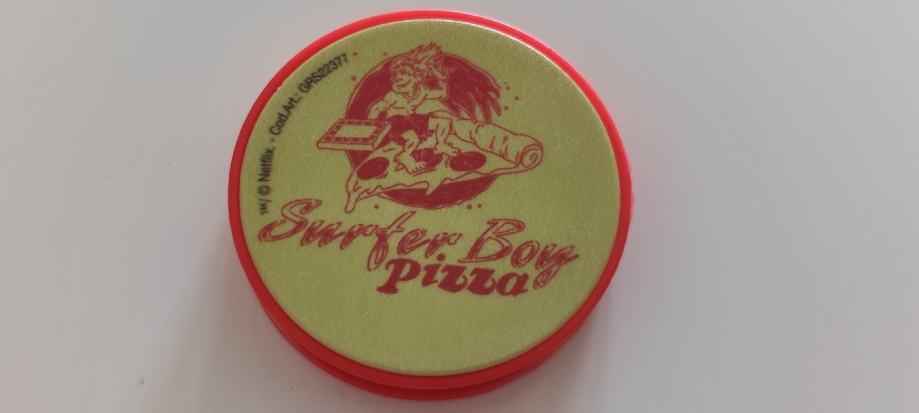 ™/ © Netflix. - Cod.Art.: GRS22377
Surfer Boy
Pizza